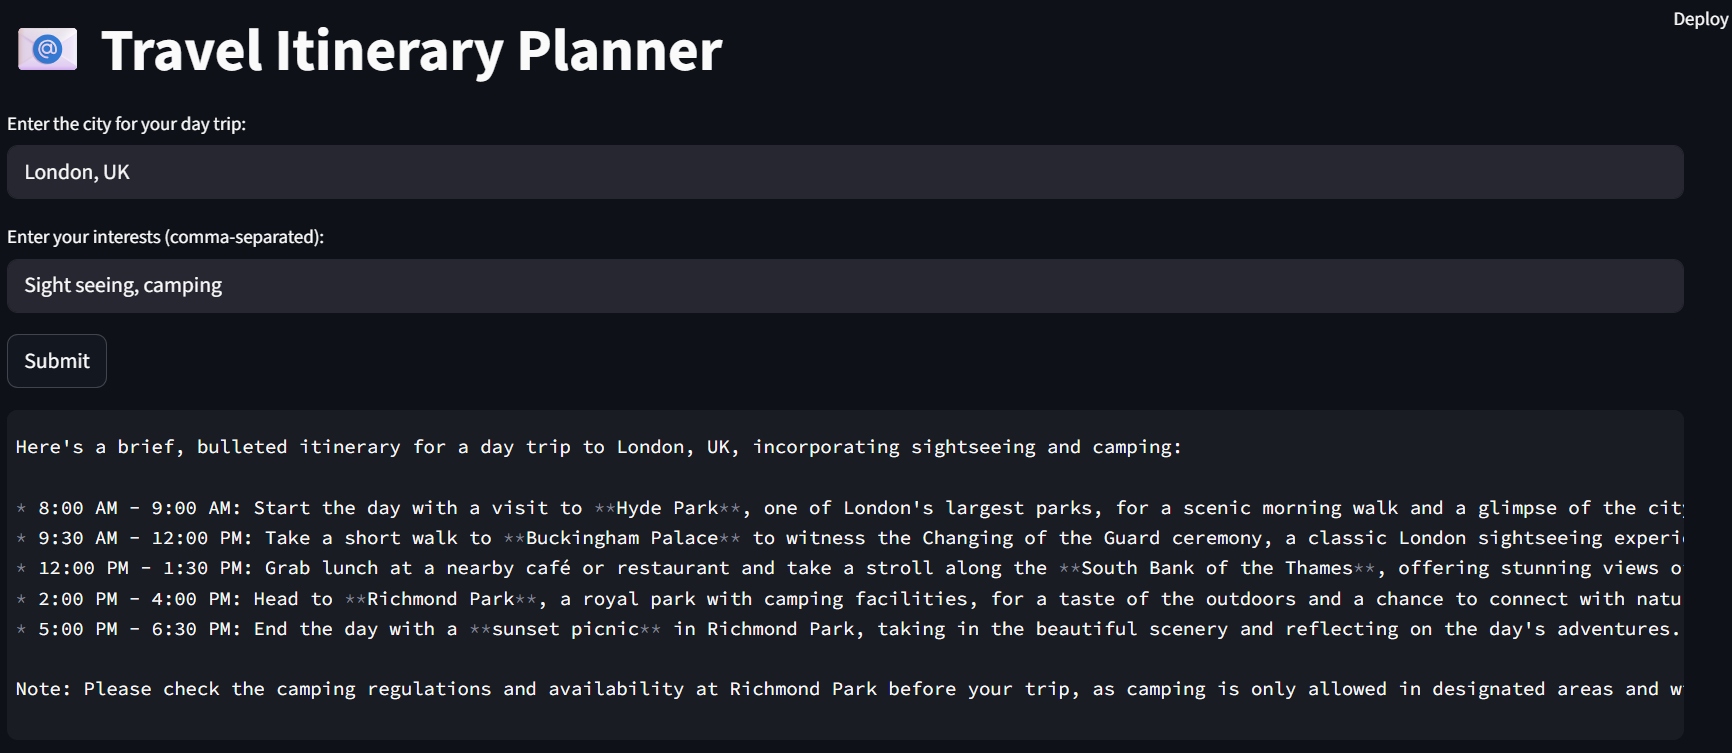 Deploy
@ Travel Itinerary Planner
Enter the city for your day trip:
London, UK
Enter your interests (comma-separated):
Sight seeing, camping
Submit
Here's a brief, bulleted itinerary for a day trip to London, UK, incorporating sightseeing and camping:
* 8:00 AM - 9:00 AM: Start the day with a visit to **Hyde Park**, one of London's largest parks, for a scenic morning walk and a glimpse of the
* 9:30 AM - 12:00 PM: Take a short walk to **Buckingham Palace** to witness the Changing of the Guard ceremony, a classic London sightseeing
* 12:00 PM - 1:30 PM: Grab lunch at a nearby café or restaurant and take a stroll along the **South Bank of the Thames**, offering stunning views
* 2:00 PM - 4:00 PM: Head to **Richmond Park**, a royal park with camping facilities, for a taste of the outdoors and a chance to connect with
* 5:00 PM - 6:30 PM: End the day with a **sunset picnic** in Richmond Park, taking in the beautiful scenery and reflecting on the day's adventures.
Note: Please check the camping regulations and availability at Richmond Park before your trip, as camping is only allowed in designated areas and